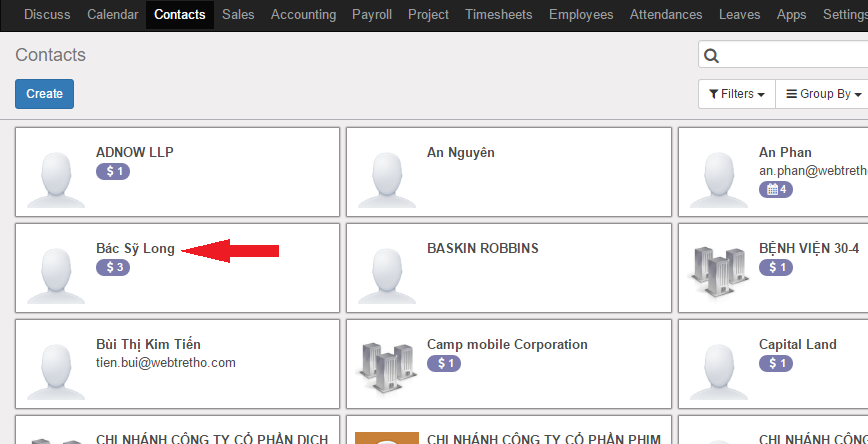 Discuss Calendar Contacts Sales Accounting Payroll Project Timesheets Employees Attendances Leaves Apps Settings
Contacts
Create
Filters Group By
ADNOW LLP
$ 1
An Nguyên
An Phan
an.phan@webtretho
4
Bác Sỹ Long
$ 3
BASKIN ROBBINS
BỆNH VIỆN 30-4
$ 1
Bùi Thị Kim Tiến
tien.bui@webtretho.com
Camp mobile Corporation
$ 1
Capital Land
$ 1
CHI NHÁNH CÔNG TY CỔ PHẦN DỊCH
CHI NHÁNH CÔNG TY CỔ PHẦN PHIM
CHI NHÁNH CÔNG